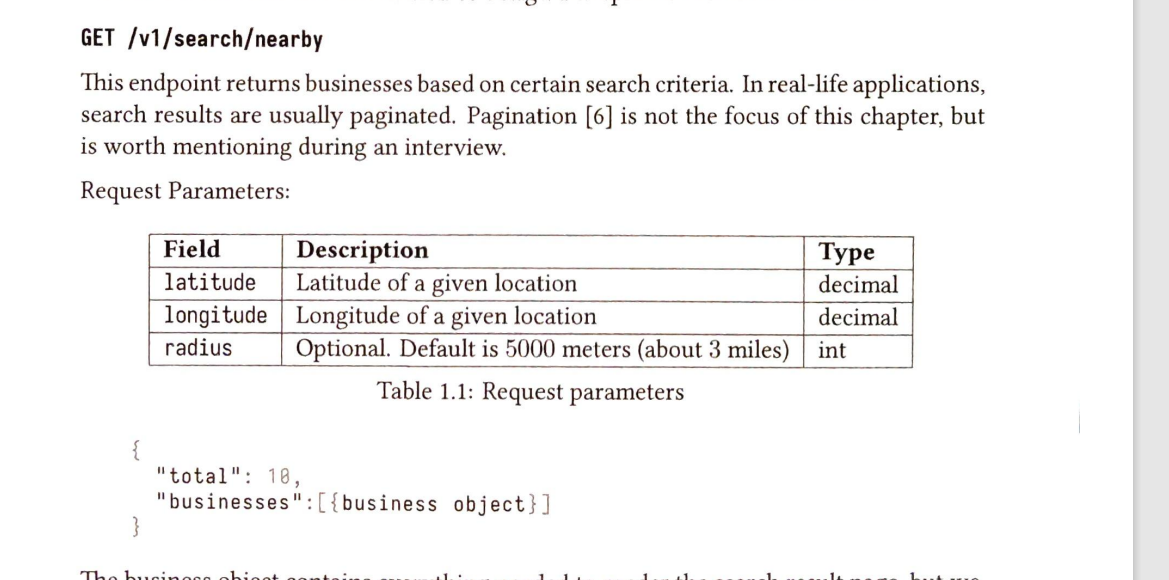 GET /v1/search/nearby
This endpoint returns businesses based on certain search criteria. In real-life applications,
search results are usually paginated. Pagination [6] is not the focus of this chapter, but
is worth mentioning during an interview.
Request Parameters:
Field Description Type
latitude Latitude of a given location decimal
longitude Longitude of a given location decimal
radius Optional. Default is 5000 meters (about 3 miles) int
Table 1.1: Request parameters
{
"total": 10,
"businesses":[{business object}]
}